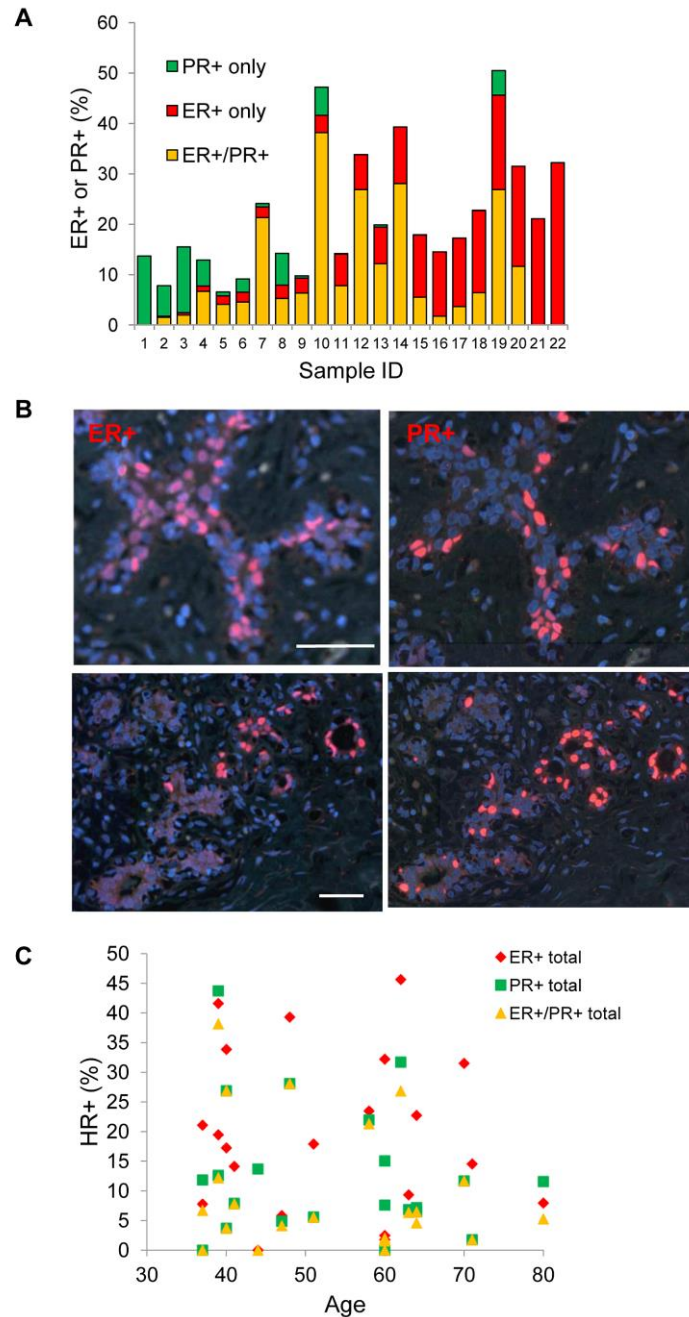 A
60
50
40
30
20
10
0
ER+ or PR+ (%)
PR+ only
ER+ only
ER+/PR+
1 2 3 4 5 6 7 8 9 10 11 12 13 14 15 16 17 18 19 20 21 22
Sample ID
B
ER+
PR+
C
50
45
40
35
30
25
20
15
10
5
0
HR+ (%)
ER+ total
PR+ total
ER+/PR+ total
30 40 50 60 70 80
Age